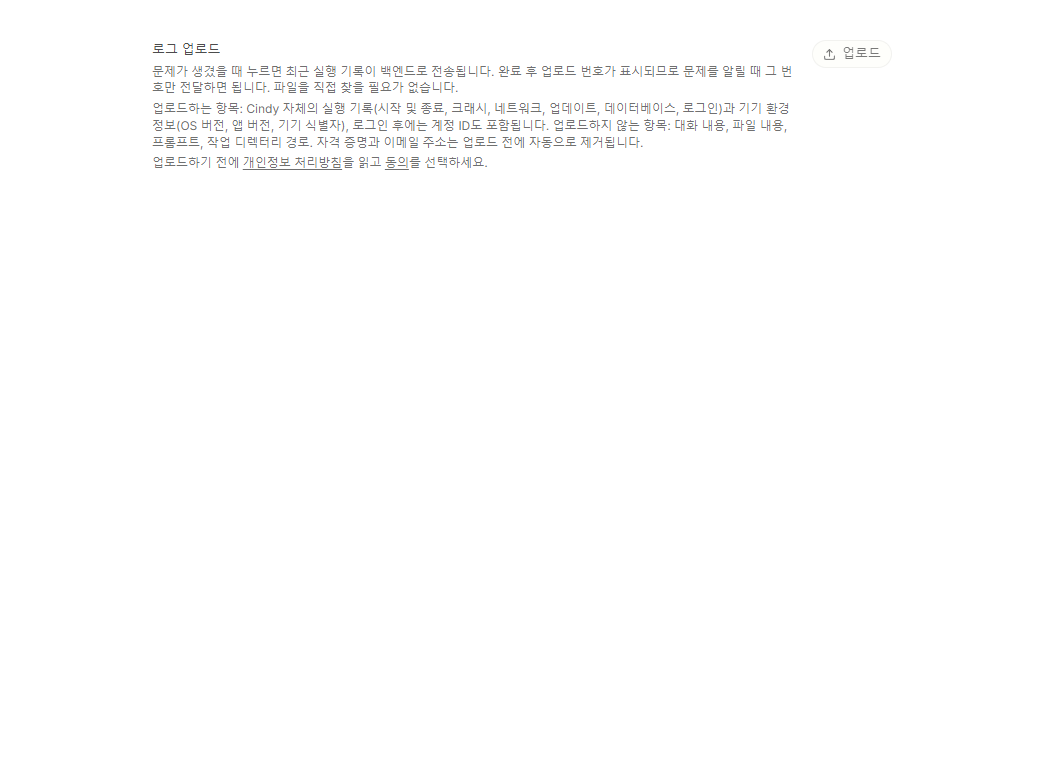 로그 업로드
업로드
문제가 생겼을 때 누르면 최근 실행 기록이 백엔드로 전송됩니다. 완료 후 업로드 번호가 표시되므로 문제를 알릴 때 그 번
호만 전달하면 됩니다. 파일을 직접 찾을 필요가 없습니다.
업로드하는 항목: Cindy 자체의 실행 기록(시작 및 종료, 크래시, 네트워크, 업데이트, 데이터베이스, 로그인)과 기기 환경
정보(OS 버전, 앱 버전, 기기 식별자), 로그인 후에는 계정 ID도 포함됩니다. 업로드하지 않는 항목: 대화 내용, 파일 내용,
프롬프트, 작업 디렉터리 경로. 자격 증명과 이메일 주소는 업로드 전에 자동으로 제거됩니다.
업로드하기 전에 개인정보 처리방침을 읽고 동의를 선택하세요.